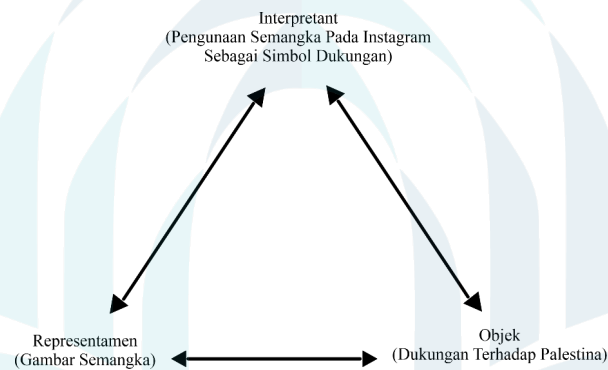 Interpretant
(Pengunaan Semangka Pada Instagram
Sebagai Simbol Dukungan)
Representamen
(Gambar Semangka)
Objek
(Dukungan Terhadap Palestina)